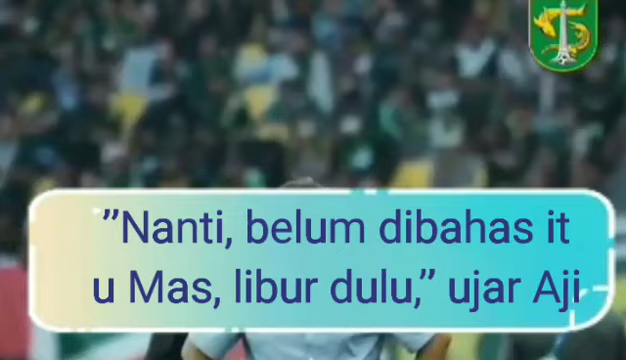 ”Nanti, belum dibahas it
u Mas, libur dulu,” ujar Aji